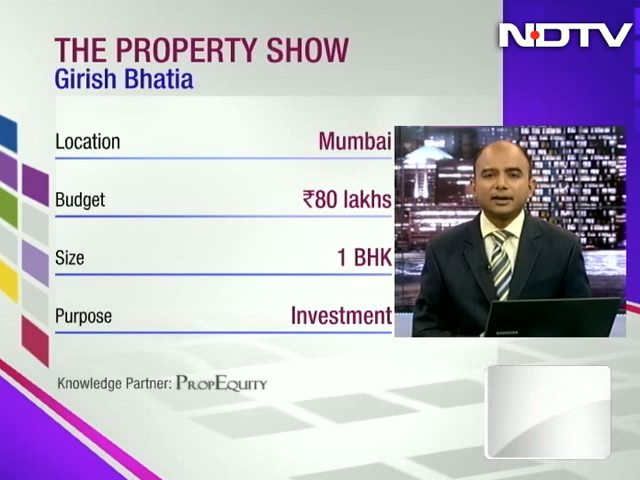 NDTV
THE PROPERTY SHOW
Girish Bhatia
Location Mumbai
Budget ₹80 lakhs
Size 1 BHK
Purpose Investment
Knowledge Partner: PROPEQUITY